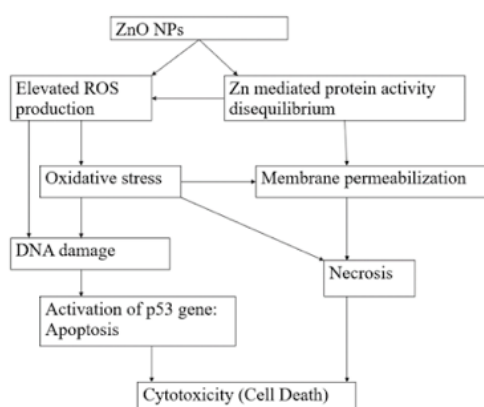 ZnO NPs
Elevated ROS
production
Zn mediated protein activity
disequilibrium
Oxidative stress
Membrane permeabilization
DNA damage
Necrosis
Activation of p53 gene:
Apoptosis
Cytotoxicity (Cell Death)